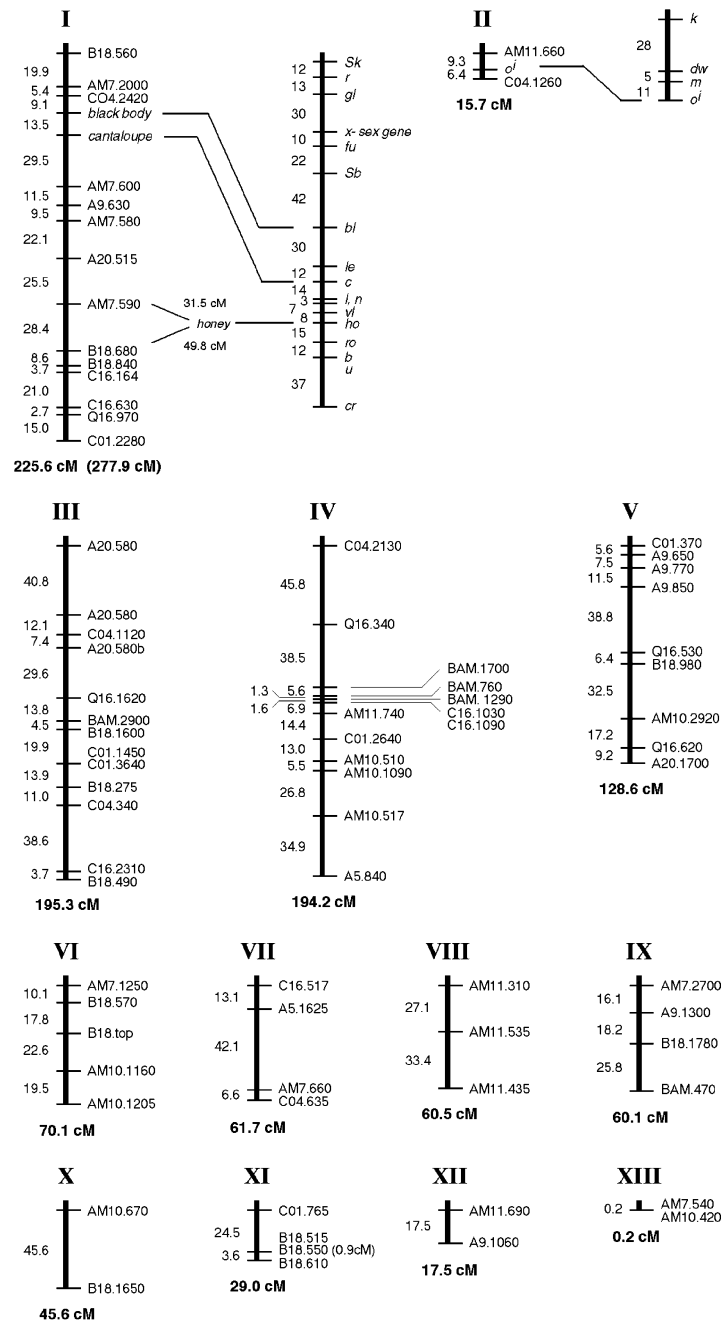 I
B18.560
19.9
AM7.2000
5.4
CO4.2420
9.1
black body
13.5
cantaloupe
29.5
AM7.600
11.5
A9.630
9.5
AM7.580
22.1
A20.515
25.5
AM7.590
28.4
B18.680
8.6
B18.840
3.7
C16.164
21.0
C16.630
2.7
Q16.970
15.0
C01.2280
225.6 cM (277.9 cM)
31.5 cM
honey
49.8 cM
Sk
12
r
13
gl
30
x- sex gene
10
fu
22
Sb
42
bl
30
le
12
c
14
3
i, n
7
vl
8
ho
15
ro
12
b
u
37
cr
II
AM11.660
9.3
oi
6.4
C04.1260
15.7 cM
k
28
dw
5
m
11
oi
III
A20.580
40.8
A20.580
12.1
C04.1120
7.4
A20.580b
29.6
Q16.1620
13.8
BAM.2900
4.5
B18.1600
19.9
C01.1450
C01.3640
13.9
B18.275
11.0
C04.340
38.6
C16.2310
3.7
B18.490
195.3 cM
IV
C04.2130
45.8
Q16.340
38.5
BAM.1700
5.6
BAM.760
1.3
BAM. 1290
1.6
C16.1030
C16.1090
6.9
AM11.740
14.4
C01.2640
13.0
AM10.510
5.5
AM10.1090
26.8
AM10.517
34.9
A5.840
194.2 cM
V
C01.370
5.6
A9.650
7.5
A9.770
11.5
A9.850
38.8
Q16.530
6.4
B18.980
32.5
AM10.2920
17.2
Q16.620
9.2
A20.1700
128.6 cM
VI
AM7.1250
10.1
B18.570
17.8
B18.top
22.6
AM10.1160
19.5
AM10.1205
70.1 cM
VII
C16.517
13.1
A5.1625
42.1
AM7.660
6.6
C04.635
61.7 cM
VIII
AM11.310
27.1
AM11.535
33.4
AM11.435
60.5 cM
IX
AM7.2700
16.1
A9.1300
18.2
B18.1780
25.8
BAM.470
60.1 cM
X
AM10.670
45.6
B18.1650
45.6 cM
XI
C01.765
24.5
B18.515
B18.550 (0.9cM)
3.6
B18.610
29.0 cM
XII
AM11.690
17.5
A9.1060
17.5 cM
XIII
0.2
AM7.540
AM10.420
0.2 cM